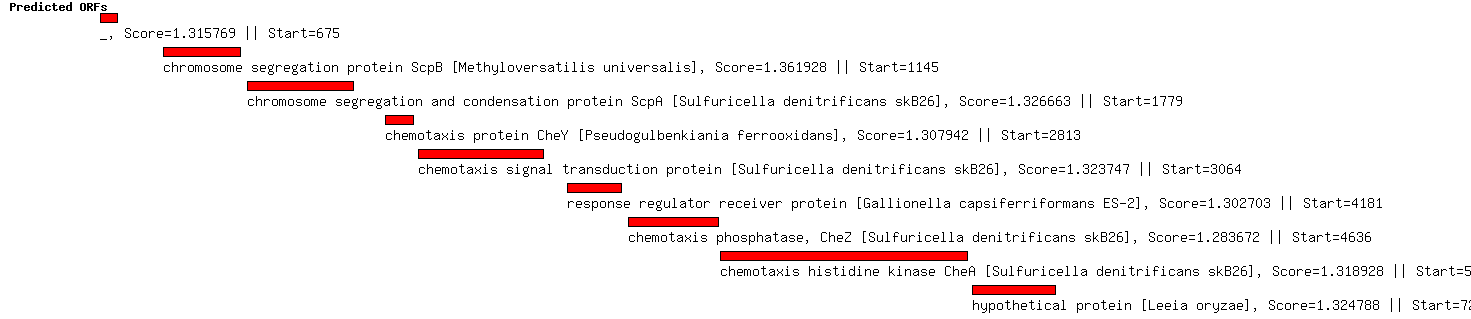 Predicted ORFs
_, Score=1.315769 || Start=675
chromosome segregation protein ScpB [Methyloversatilis universalis], Score=1.361928 || Start=1145
chromosome segregation and condensation protein ScpA [Sulfuricella denitrificans skB26], Score=1.326663 || Start=1779
chemotaxis protein CheY [Pseudogulbenkiania ferrooxidans], Score=1.307942 || Start=2813
chemotaxis signal transduction protein [Sulfuricella denitrificans skB26], Score=1.323747 || Start=3064
response regulator receiver protein [Gallionella capsiferriformans ES-2], Score=1.302703 || Start=4181
chemotaxis phosphatase, CheZ [Sulfuricella denitrificans skB26], Score=1.283672 || Start=4636
chemotaxis histidine kinase CheA [Sulfuricella denitrificans skB26], Score=1.318928 || Start=5
hypothetical protein [Leeia oryzae], Score=1.324788 || Start=72